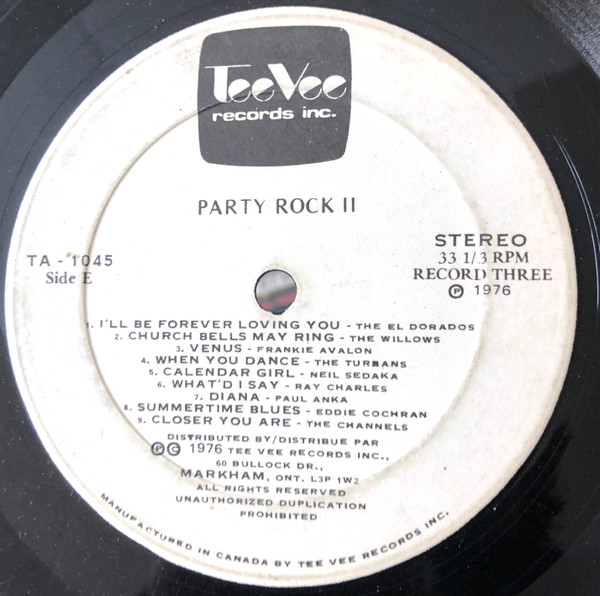 TeeVee
records inc.
PARTY ROCK II
TA - 1045
Side E
STEREO
33 1/3 RPM
RECORD THREE
Ⓟ 1976
1. I'LL BE FOREVER LOVING YOU - THE EL DORADOS
2. CHURCH BELLS MAY RING - THE WILLOWS
3. VENUS - FRANKIE AVALON
4. WHEN YOU DANCE - THE TURBANS
5. CALENDAR GIRL - NEIL SEDAKA
6. WHAT'D I SAY - RAY CHARLES
7. DIANA - PAUL ANKA
8. SUMMERTIME BLUES - EDDIE COCHRAN
9. CLOSER YOU ARE - THE CHANNELS
DISTRIBUTED BY/DISTRIBUE PAR
ⓅⒸ 1976 TEE VEE RECORDS INC.,
60 BULLOCK DR.,
MARKHAM, ONT. L3P 1W2
ALL RIGHTS RESERVED
UNAUTHORIZED DUPLICATION
PROHIBITED
MANUFACTURED IN CANADA BY TEE VEE RECORDS INC.